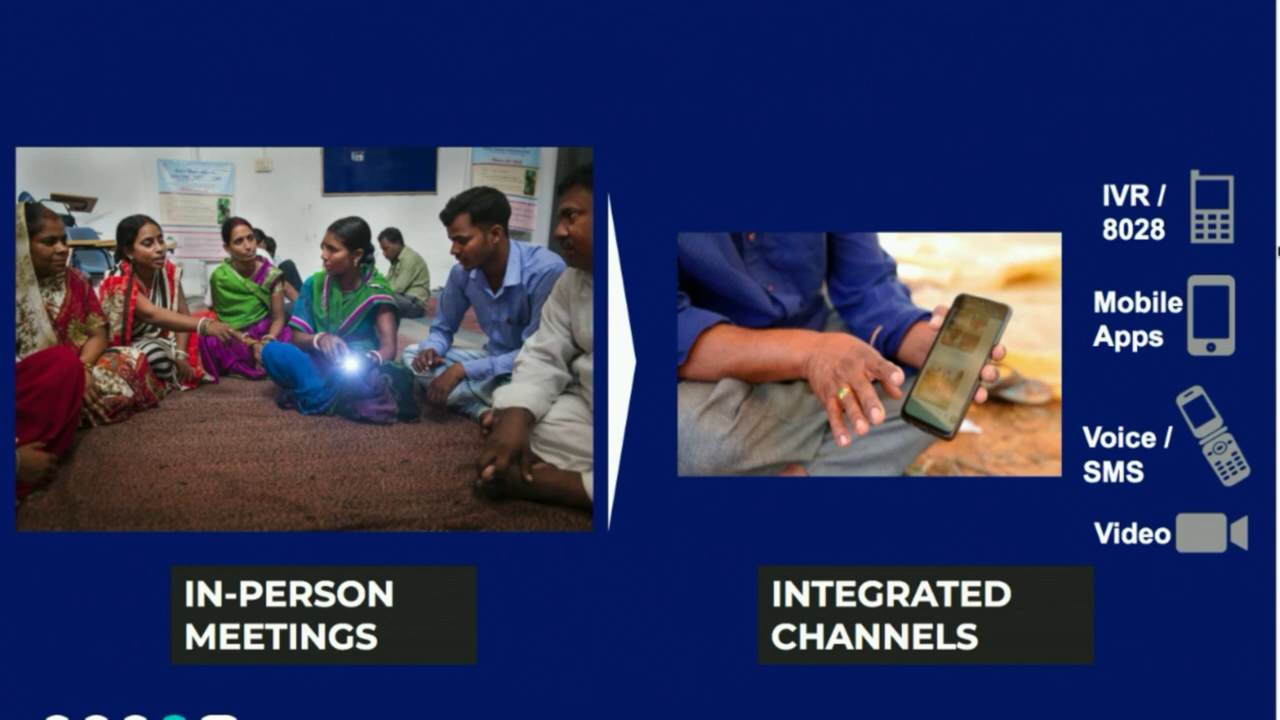 IVR /
8028
Mobile
Apps
Voice /
SMS
Video
IN-PERSON
MEETINGS
INTEGRATED
CHANNELS